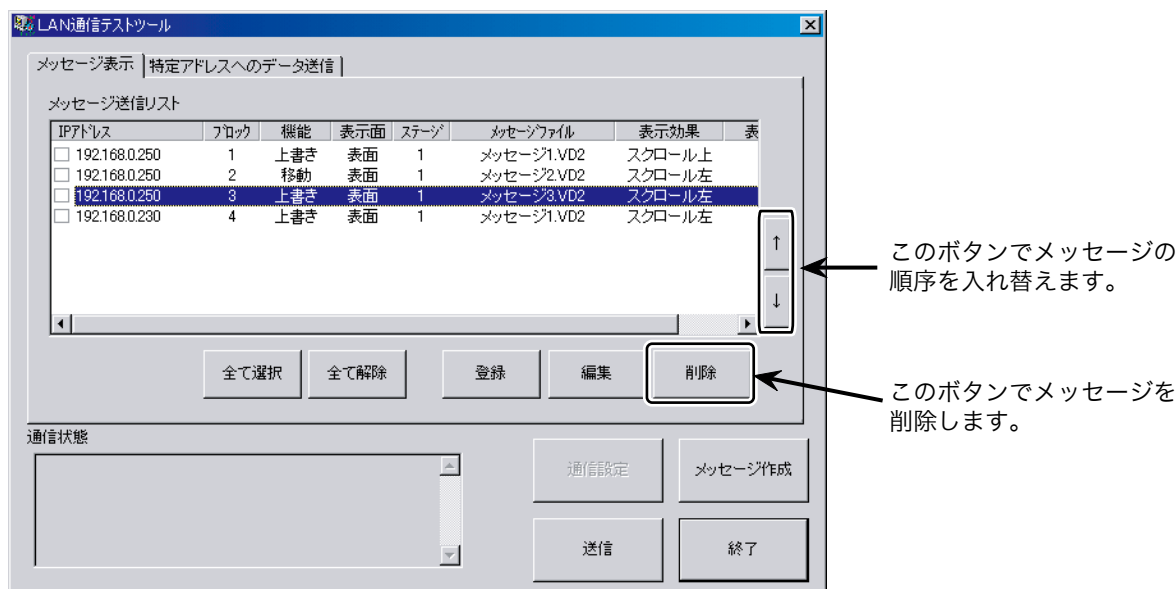 LAN通信テストツール
メッセージ表示 特定アドレスへのデータ送信
メッセージ送信リスト
IPアドレス ブロック 機能 表示面 ステージ メッセージファイル 表示効果 表
192.168.0.250 1 上書き 表面 1 メッセージ1.VD2 スクロール上
192.168.0.250 2 移動 表面 1 メッセージ2.VD2 スクロール左
192.168.0.250 3 上書き 表面 1 メッセージ3.VD2 スクロール左
192.168.0.230 4 上書き 表面 1 メッセージ1.VD2 スクロール左
↑
↓
このボタンでメッセージの
順序を入れ替えます。
全て選択 全て解除 登録 編集 削除
このボタンでメッセージを
削除します。
通信状態
通信設定 メッセージ作成
送信 終了